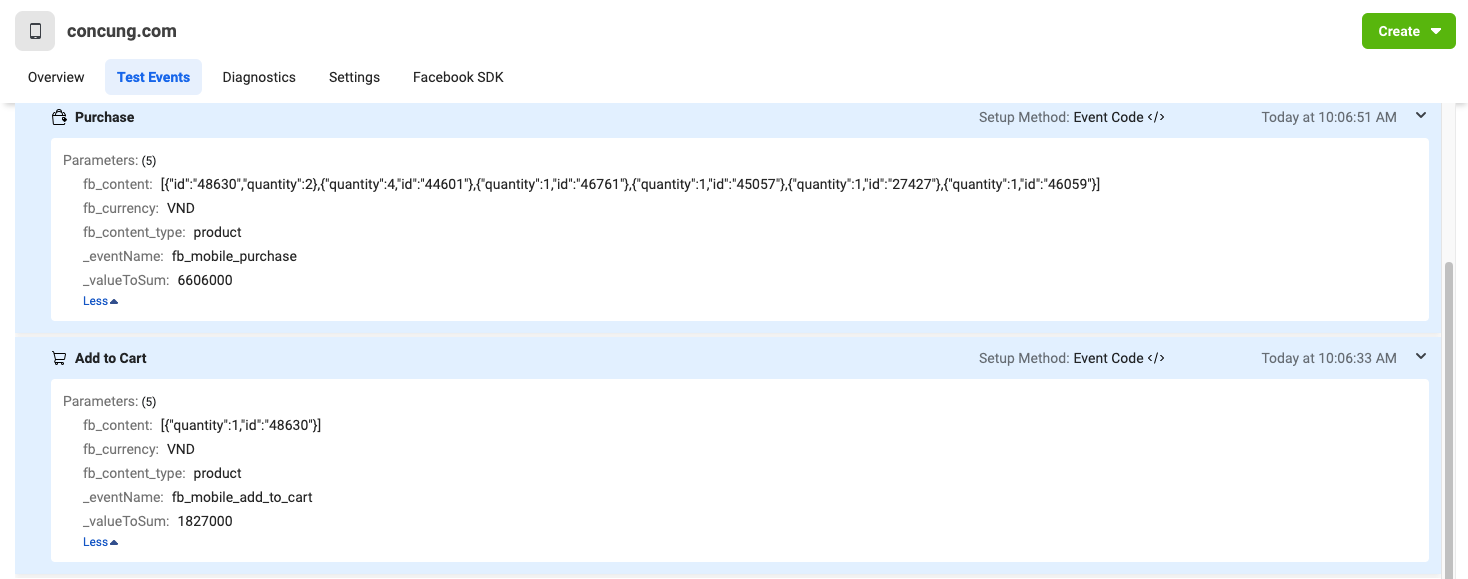 concung.com
Create
Overview Test Events Diagnostics Settings Facebook SDK
Purchase Setup Method: Event Code </> Today at 10:06:51 AM
Parameters: (5)
fb_content: [{"id":"48630","quantity":2},{"quantity":4,"id":"44601"},{"quantity":1,"id":"46761"},{"quantity":1,"id":"45057"},{"quantity":1,"id":"27427"},{"quantity":1,"id":"46059"}]
fb_currency: VND
fb_content_type: product
_eventName: fb_mobile_purchase
_valueToSum: 6606000
Less
Add to Cart Setup Method: Event Code </> Today at 10:06:33 AM
Parameters: (5)
fb_content: [{"quantity":1,"id":"48630"}]
fb_currency: VND
fb_content_type: product
_eventName: fb_mobile_add_to_cart
_valueToSum: 1827000
Less